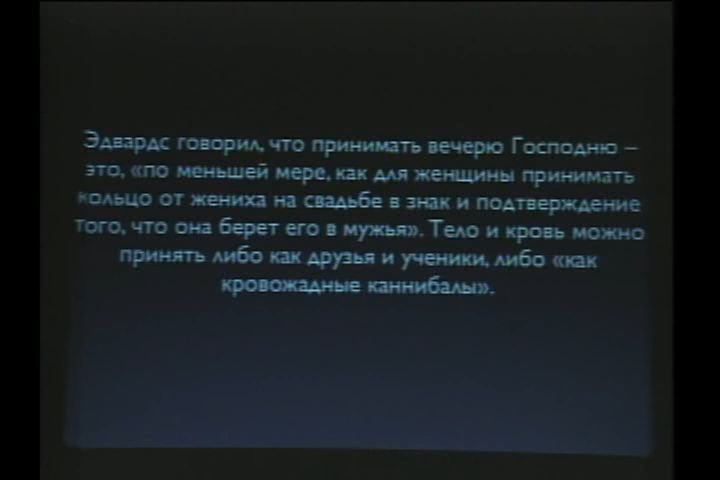 Эдвардс говорил, что принимать вечерю Господню –
это, «по меньшей мере, как для женщины принимать
кольцо от жениха на свадьбе в знак и подтверждение
того, что она берет его в мужья». Тело и кровь можно
принять либо как друзья и ученики, либо «как
кровожадные каннибалы».